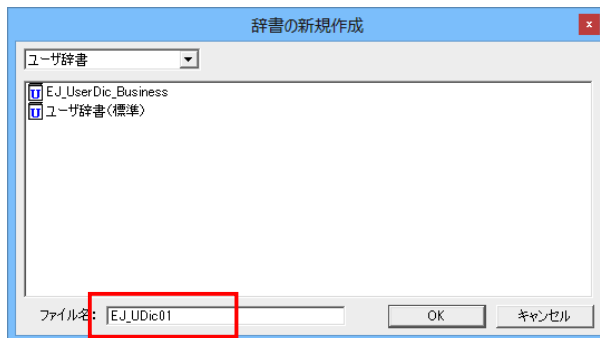 辞書の新規作成
x
ユーザ辞書
U EJ_UserDic_Business
U ユーザ辞書(標準)
ファイル名: EJ_UDic01 OK キャンセル